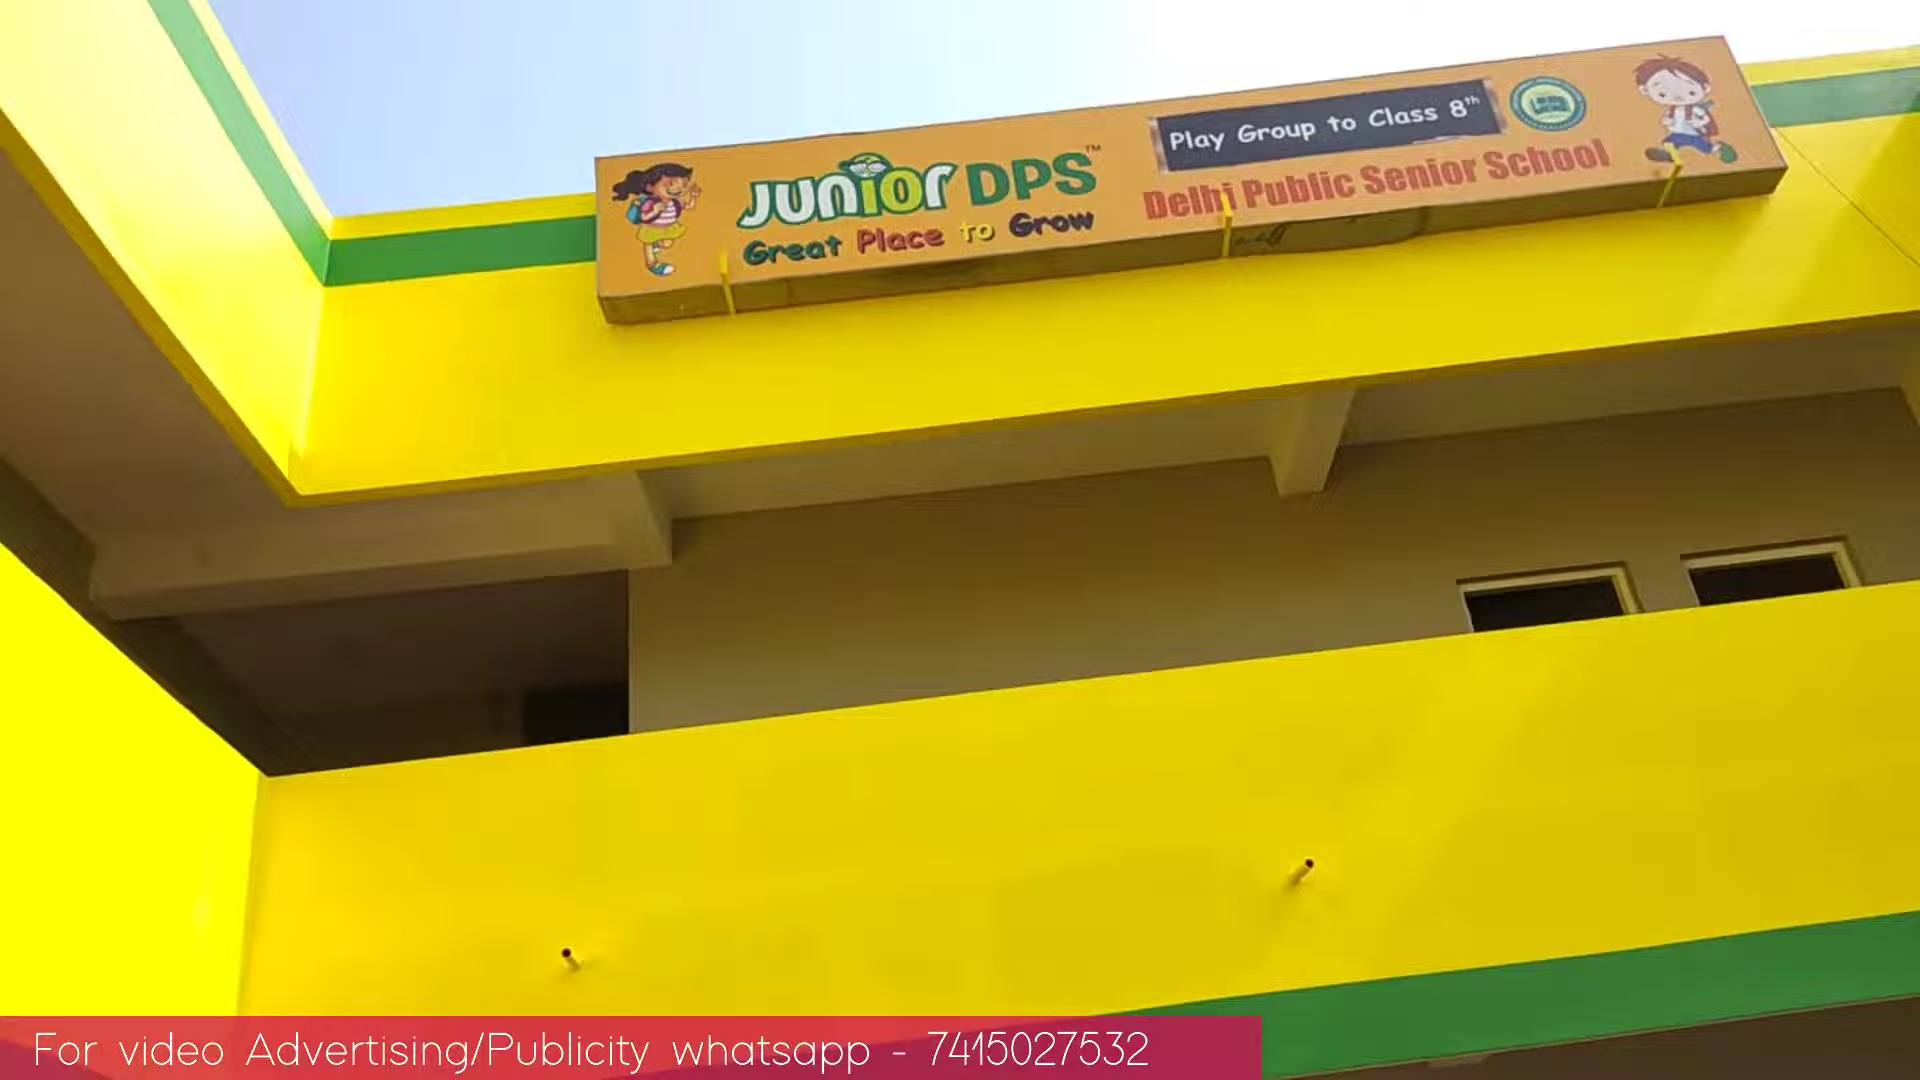 JUNIOR DPS™
Great Place to Grow
Play Group to Class 8th
Delhi Public Senior School
For video Advertising/Publicity whatsapp - 7415027532